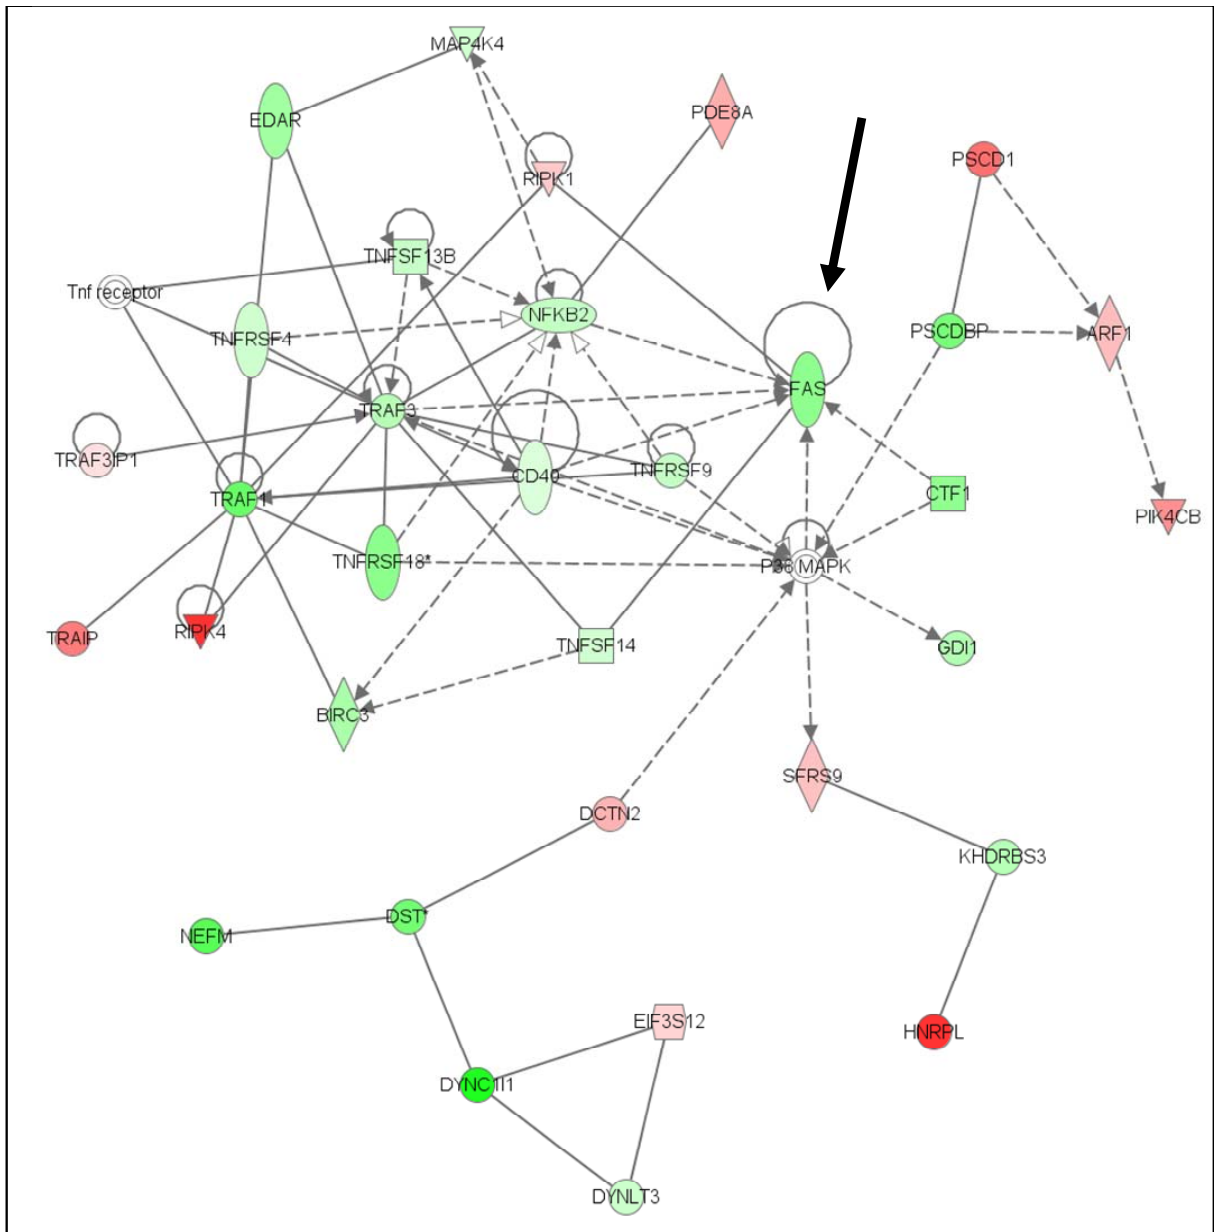 MAP4K4
EDAR
PDE8A
PSCD1
RIPK1
TNFSF13B
Tnf receptor
NFKB2
TNFRSF4
PSCDBP
ARF1
FAS
TRAF3
TRAF3IP1
CD40
TNFRSF9
TRAF1
CTF1
PIK4CB
TNFRSF18*
P38 MAPK
TRAIP
RIPK4
TNFSF14
GDI1
BIRC3
SFRS9
DCTN2
KHDRBS3
DST*
NEFM
EIF3S12
HNRPL
DYNC1I1
DYNLT3